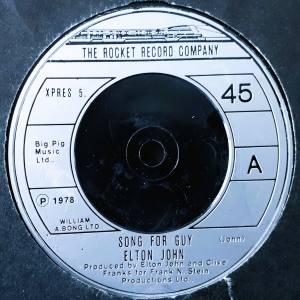 THE ROCKET RECORD COMPANY
XPRES 5.
45
Big Pig
Music
Ltd.,
A
P 1978
WILLIAM
A.BONG LTD.
SONG FOR GUY
(John)
ELTON JOHN
Produced by Elton John and Clive
Franks for Frank N. Stein
Productions Ltd.